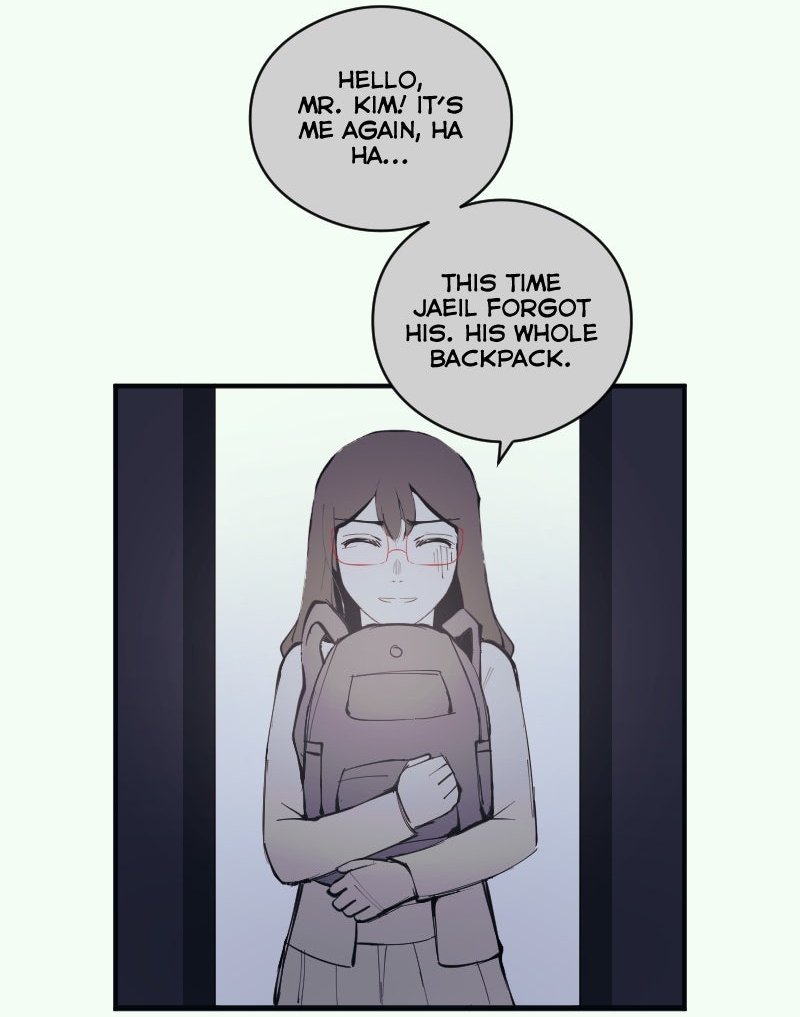 HELLO,
MR. KIM! IT'S
ME AGAIN, HA
HA...
THIS TIME
JAEIL FORGOT
HIS. HIS WHOLE
BACKPACK.